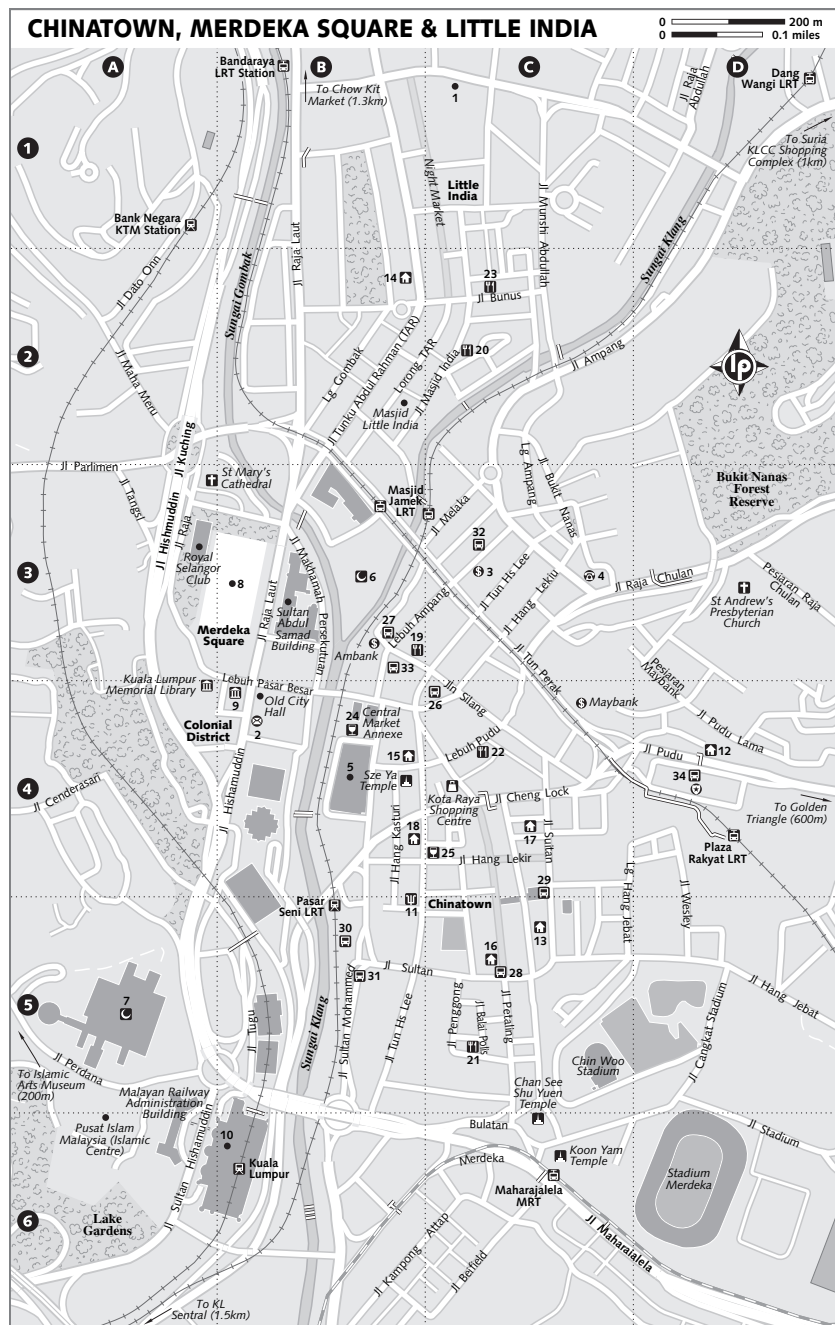 CHINATOWN, MERDEKA SQUARE & LITTLE INDIA
0 200 m
0 0.1 miles
A
B
C
D
Bandaraya
LRT Station
To Chow Kit
Market (1.3km)
1
Jl Raja
Abdullah
Dang
Wangi LRT
1
To Suria
KLCC Shopping
Complex (1km)
Night Market
Little
India
Jl Munshi Abdullah
Bank Negara
KTM Station
Jl Raja Laut
Sungai Klang
Sungai Gombak
Jl Dato Onn
14
23
Jl Bunus
2
Jl Maha Meru
Lg Gombak
Jl Tunku Abdul Rahman (TAR)
Lorong TAR
Jl Masjid India
20
Jl Ampang
lp
Masjid
Little India
Jl Parlimen
Jl Kuching
St Mary's
Cathedral
Jl Tangsi
Jl Hishmuddin
Jl Raja
Masjid
Jamek LRT
Jl Melaka
Lg Ampang
Jl Bukit Nanas
Bukit Nanas
Forest
Reserve
32
3
Royal
Selangor
Club
8
Jl Makhamah Persekutuan
6
3
Jl Tun Hs Lee
4
Jl Raja Chulan
St Andrew's
Presbyterian
Church
Pesiaran Raja
Chulan
Jl Hang Lekiu
Merdeka
Square
Jl Raja Laut
Sultan
Abdul
Samad
Building
27
Lebuh Ampang
19
Ambank
33
Jl Tun Perak
Pesiaran
Maybank
Kuala Lumpur
Memorial Library
Lebuh Pasar Besar
9
Old City
Hall
26
Jln Silang
Maybank
Colonial
District
2
24
Central
Market
Annexe
Jl Pudu Lama
12
Lebuh Pudu
22
Jl Pudu
34
15
5
Sze Ya
Temple
Kota Raya
Shopping
Centre
Jl Cheng Lock
4
Jl Cenderasari
Jl Hishamuddin
To Golden
Triangle (600m)
Plaza
Rakyat LRT
18
Jl Hang Kasturi
17
Jl Sultan
25
Jl Hang Lekir
29
Lg Hang Jebat
Jl Wesley
Pasar
Seni LRT
11
Chinatown
30
13
16
31
Jl Sultan
28
5
7
Jl Tugu
Sungai Klang
Jl Sultan Mohammed
Jl Tun Hs Lee
Jl Penggong
Jl Balai Polis
Jl Petaling
21
Jl Hang Jebat
Jl Cangkat Stadium
Chin Woo
Stadium
Jl Perdana
To Islamic
Arts Museum
(200m)
Malayan Railway
Administration
Building
Chan See
Shu Yuen
Temple
Pusat Islam
Malaysia (Islamic
Centre)
Bulatan
Merdeka
Jl Stadium
10
Kuala
Lumpur
Koon Yam
Temple
Maharajalela
MRT
Stadium
Merdeka
Jl Sultan Hishamuddin
6
Lake
Gardens
Jl Kampong Attap
Jl Belfield
Jl Maharajalela
To KL
Sentral (1.5km)